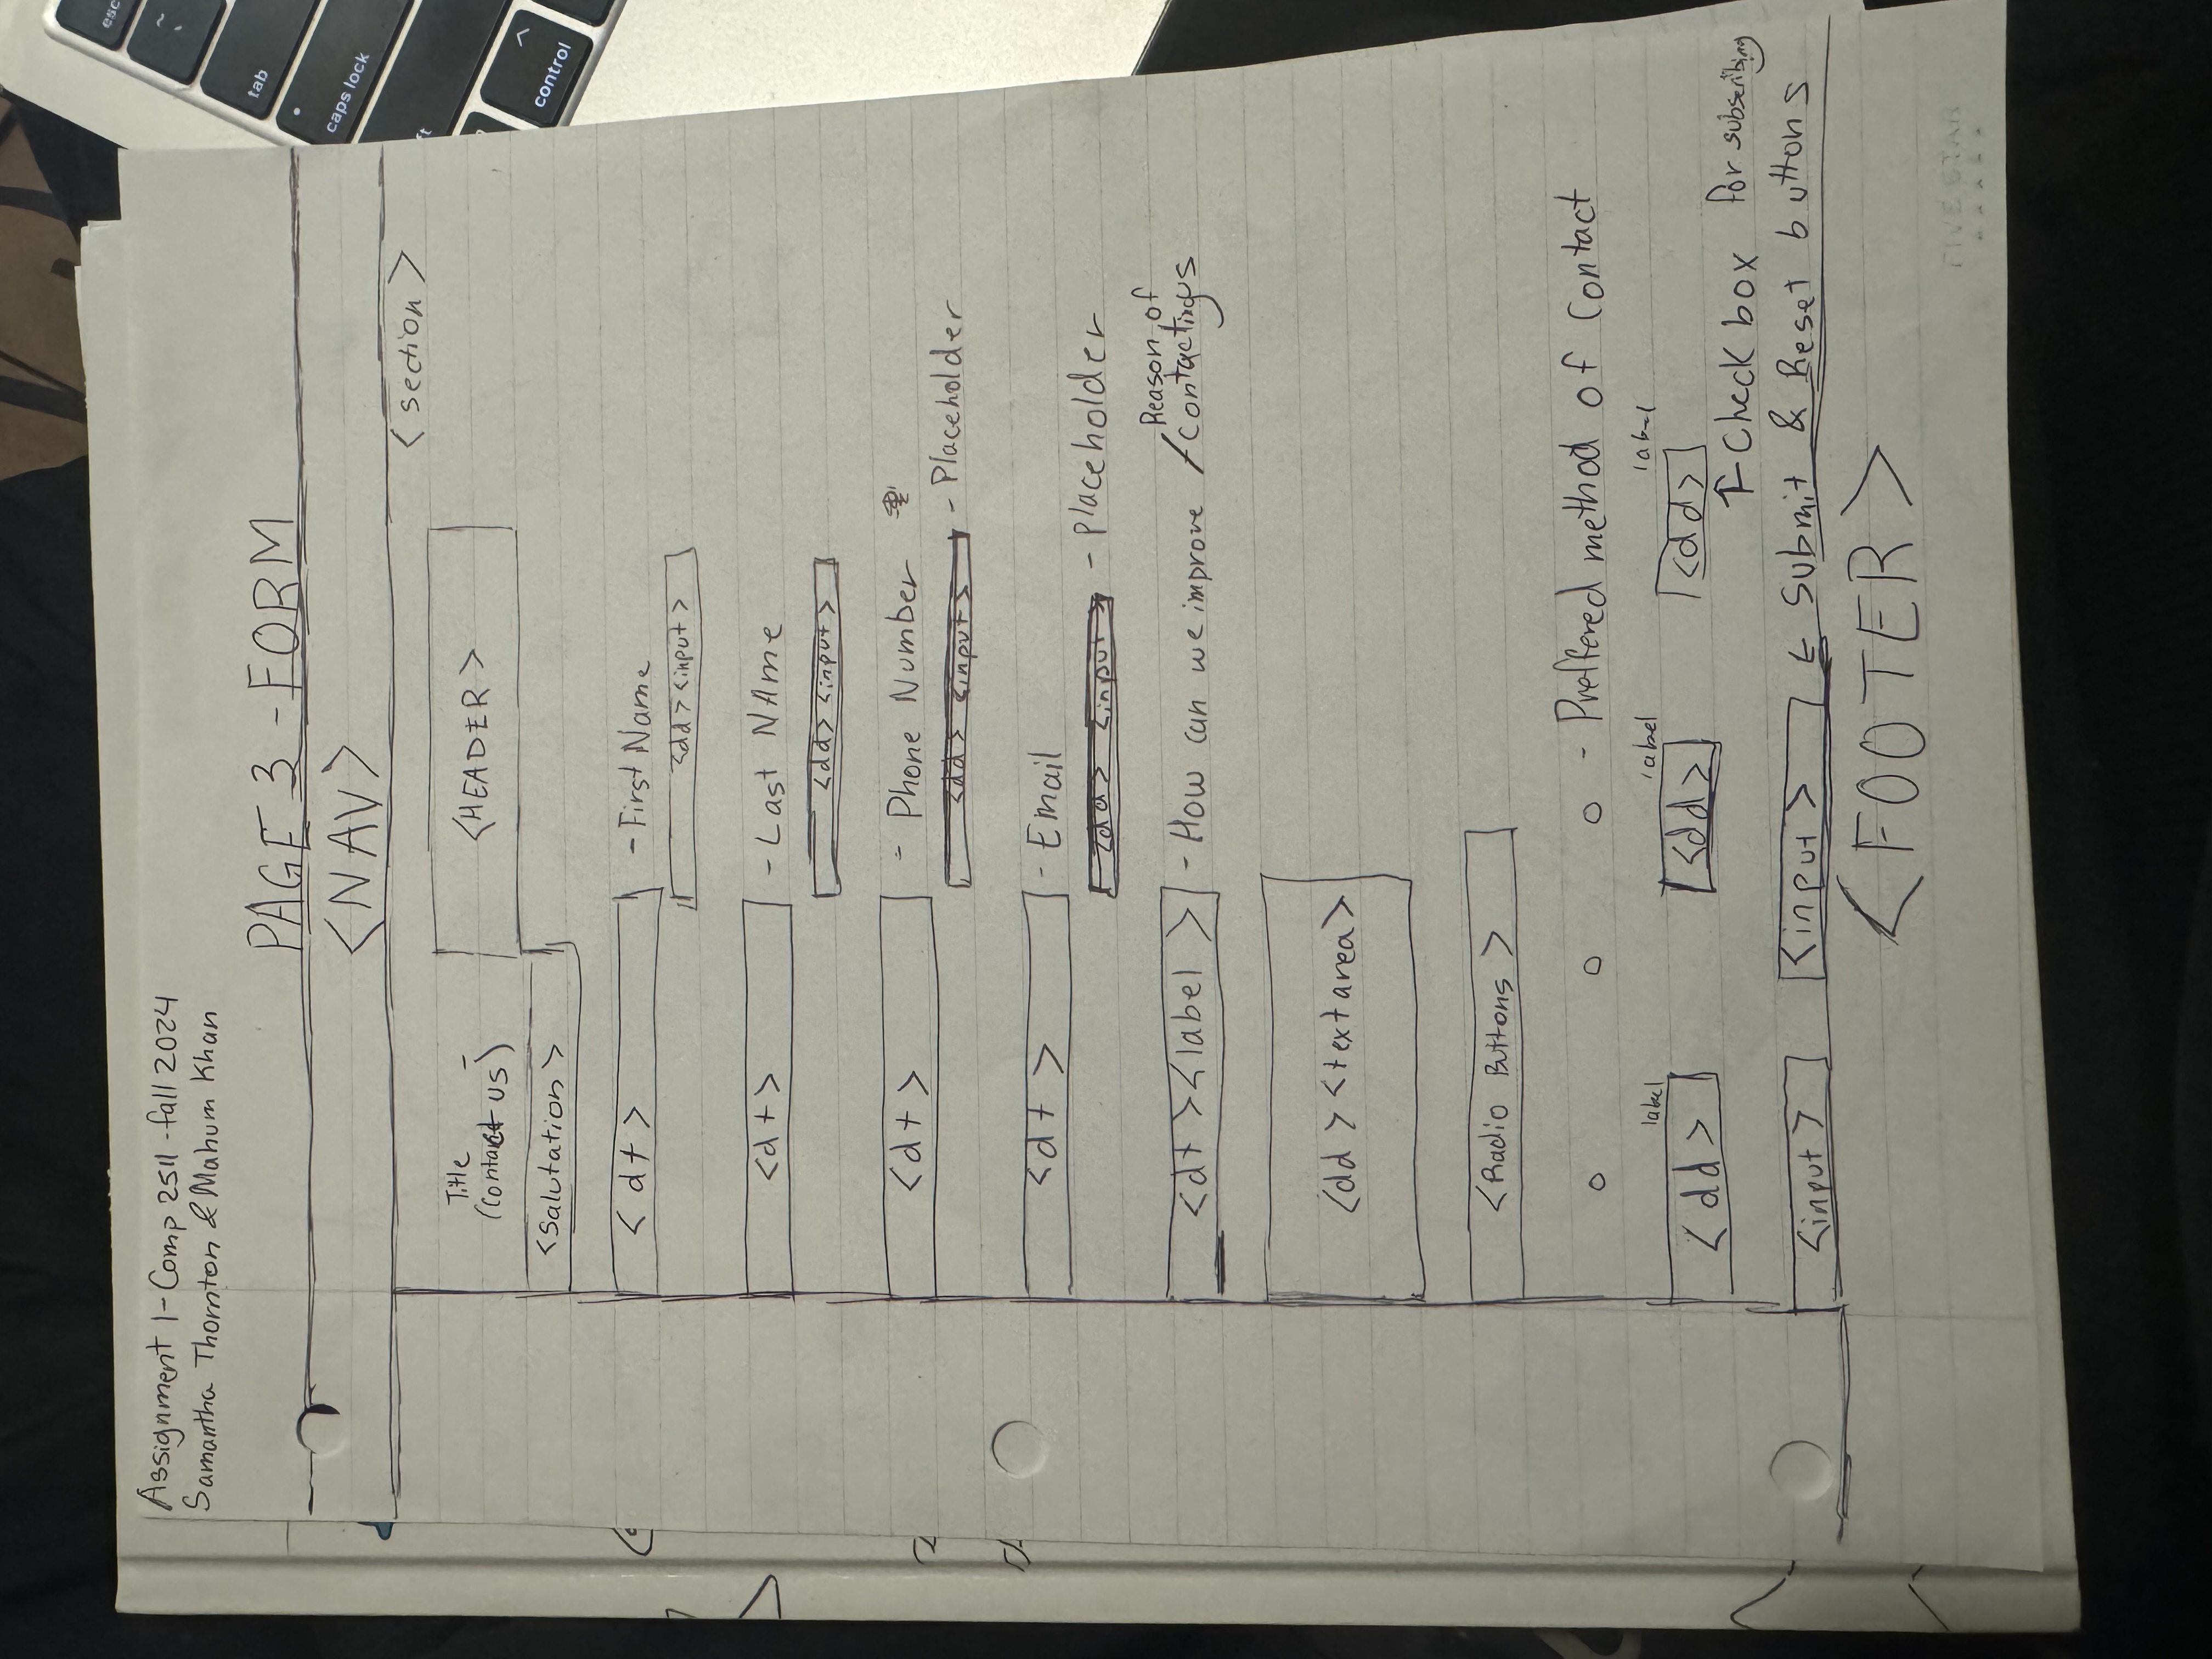 Assignment 1 - Comp 2511 - fall 2024
Samantha Thornton & Mahum Khan
PAGE 3 - FORM
<NAV>
<section>
Title -
(Contact us)
<HEADER>
<Salutation>
<dt> - First Name
<dd><input>
<dt> - Last NAme
<dd><input>
<dt> - Phone Number
<dd><input> - Placeholder
<dt> - Email
<dd><input> - placeholder
<dt><label> - How can we improve / Reason of contacting us
<dd><textarea>
<Radio Buttons>
- Preffered method of contact
label label label
<dd> <dd> <dd>
↑ Check box for subscribing
<input> <input> ← Submit & Reset buttons
<FOOTER>
FIVE STAR
esc
~
`
tab
caps lock
ft
^
control